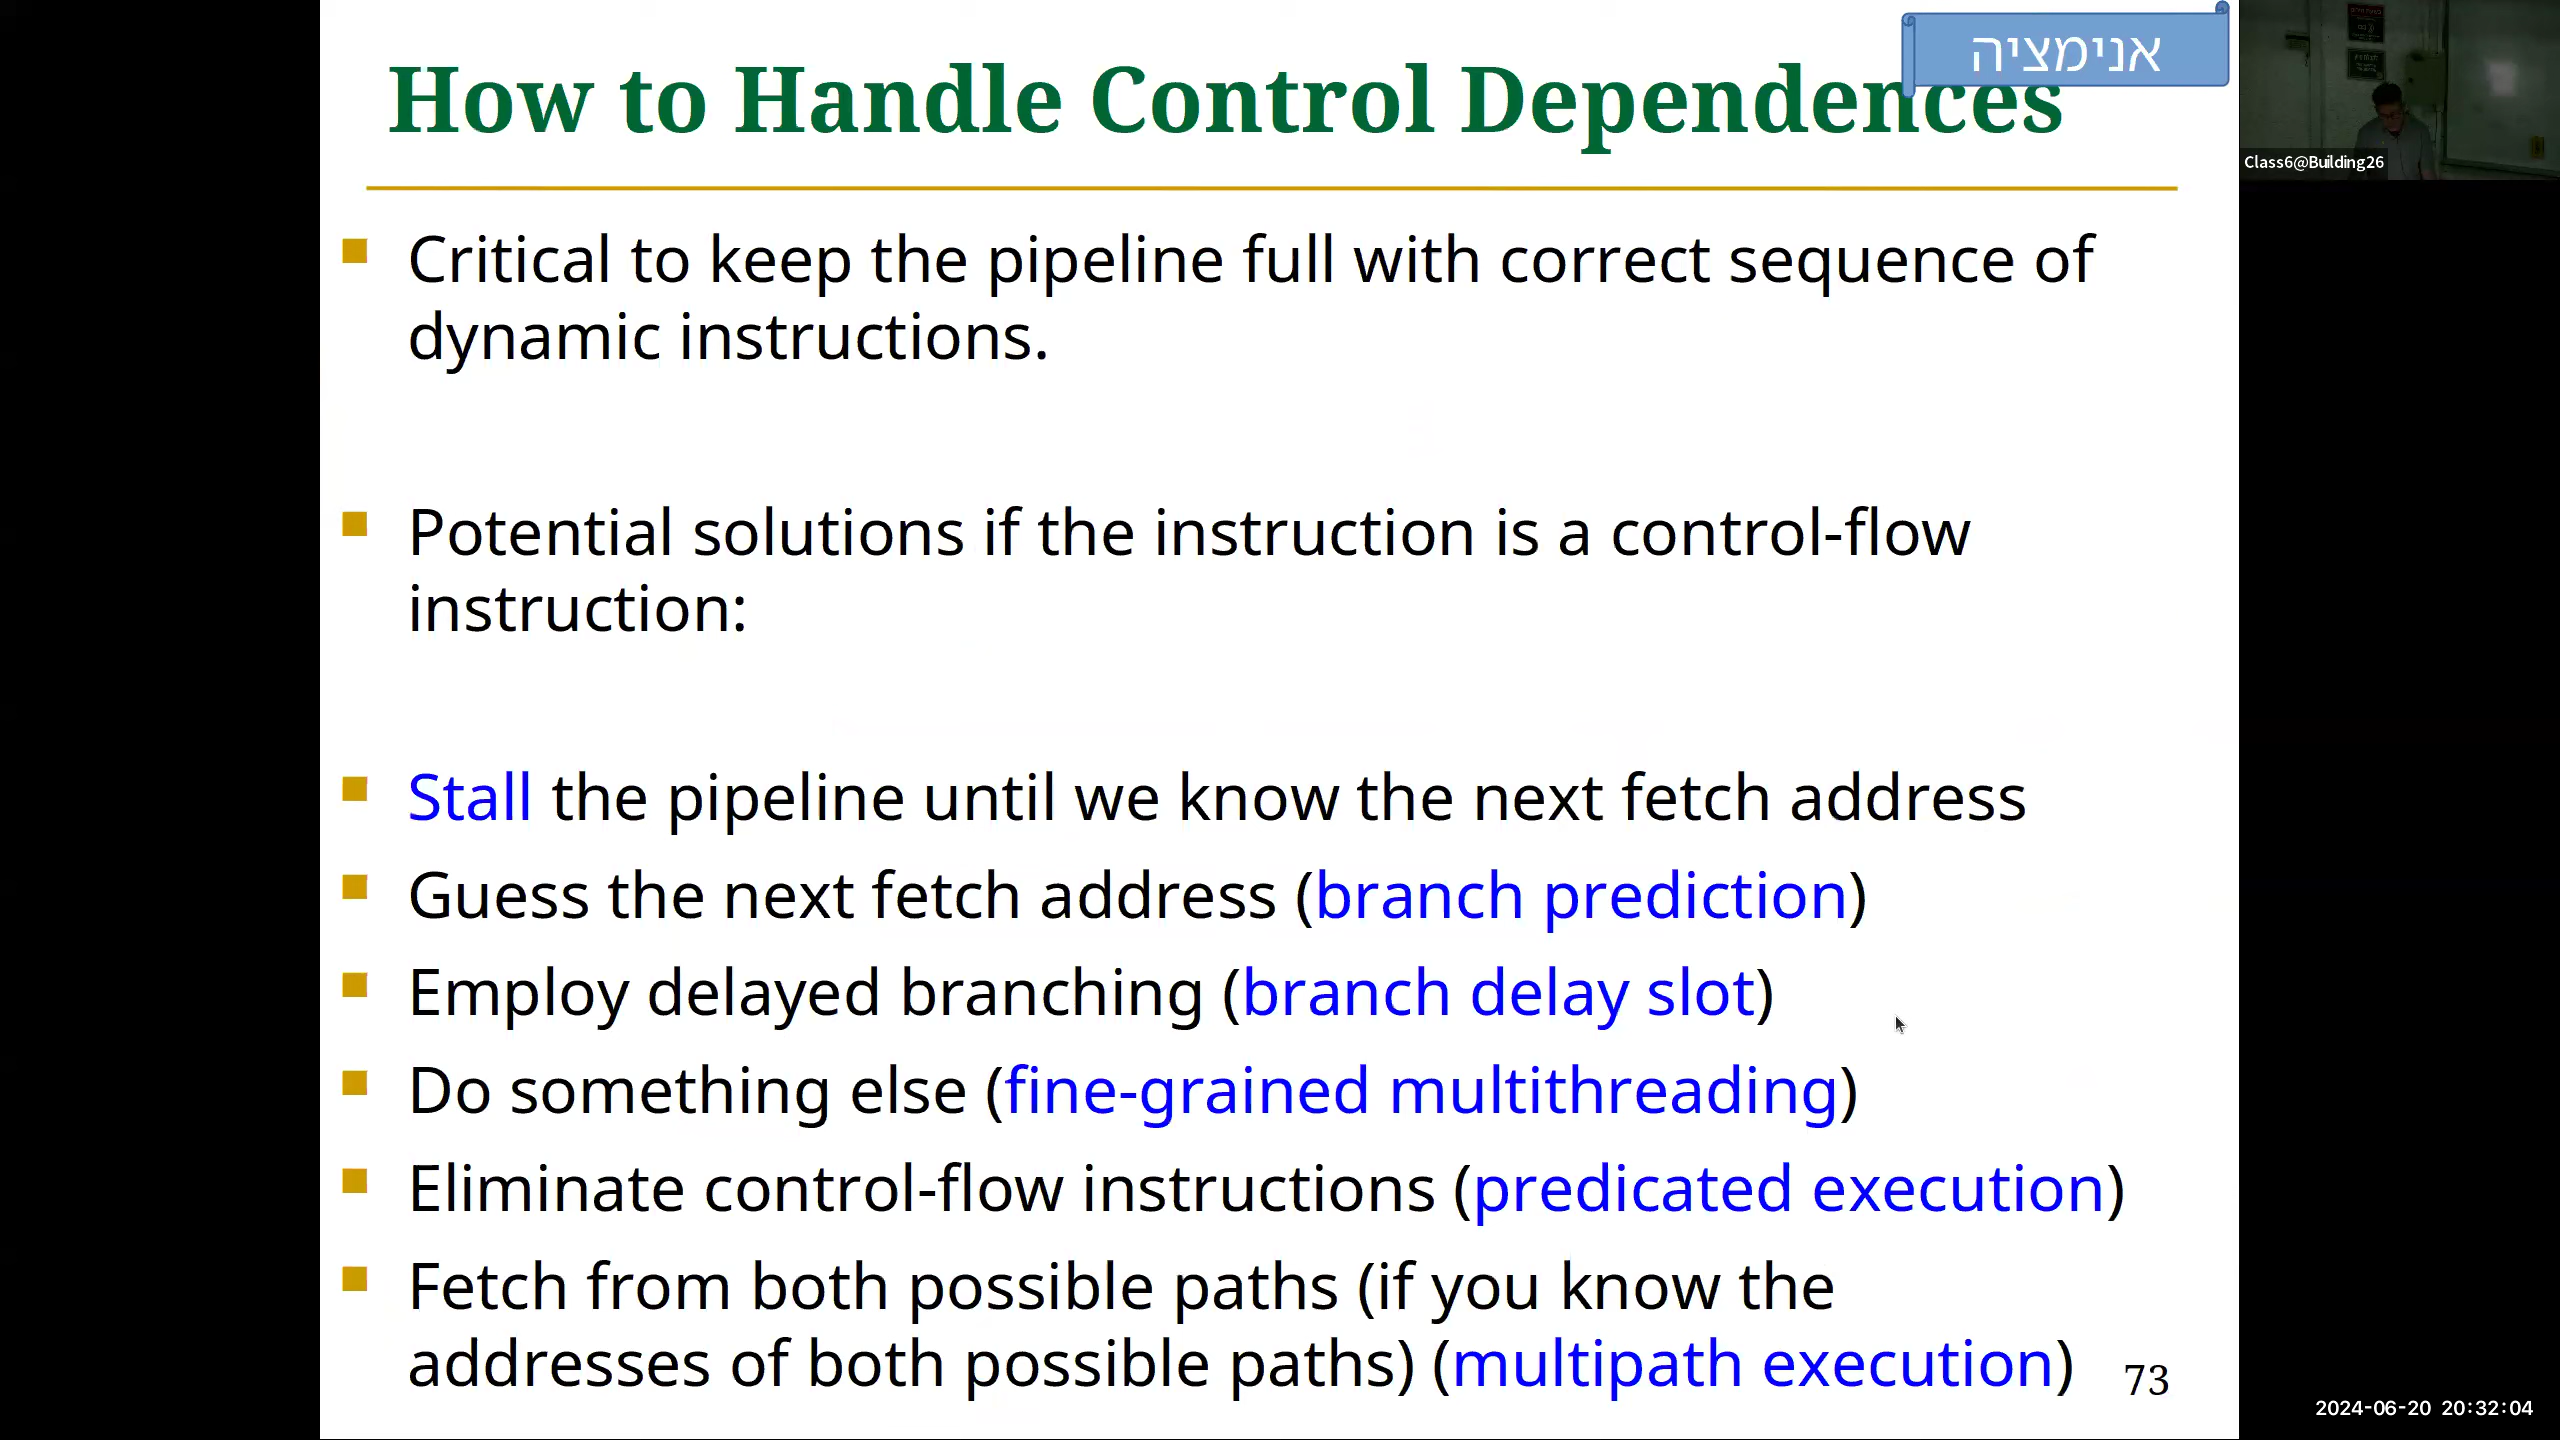 אנימציה
How to Handle Control Dependences
Critical to keep the pipeline full with correct sequence of
dynamic instructions.
Potential solutions if the instruction is a control-flow
instruction:
Stall the pipeline until we know the next fetch address
Guess the next fetch address (branch prediction)
Employ delayed branching (branch delay slot)
Do something else (fine-grained multithreading)
Eliminate control-flow instructions (predicated execution)
Fetch from both possible paths (if you know the
addresses of both possible paths) (multipath execution)
73
Class6@Building26
2024-06-20 20:32:04